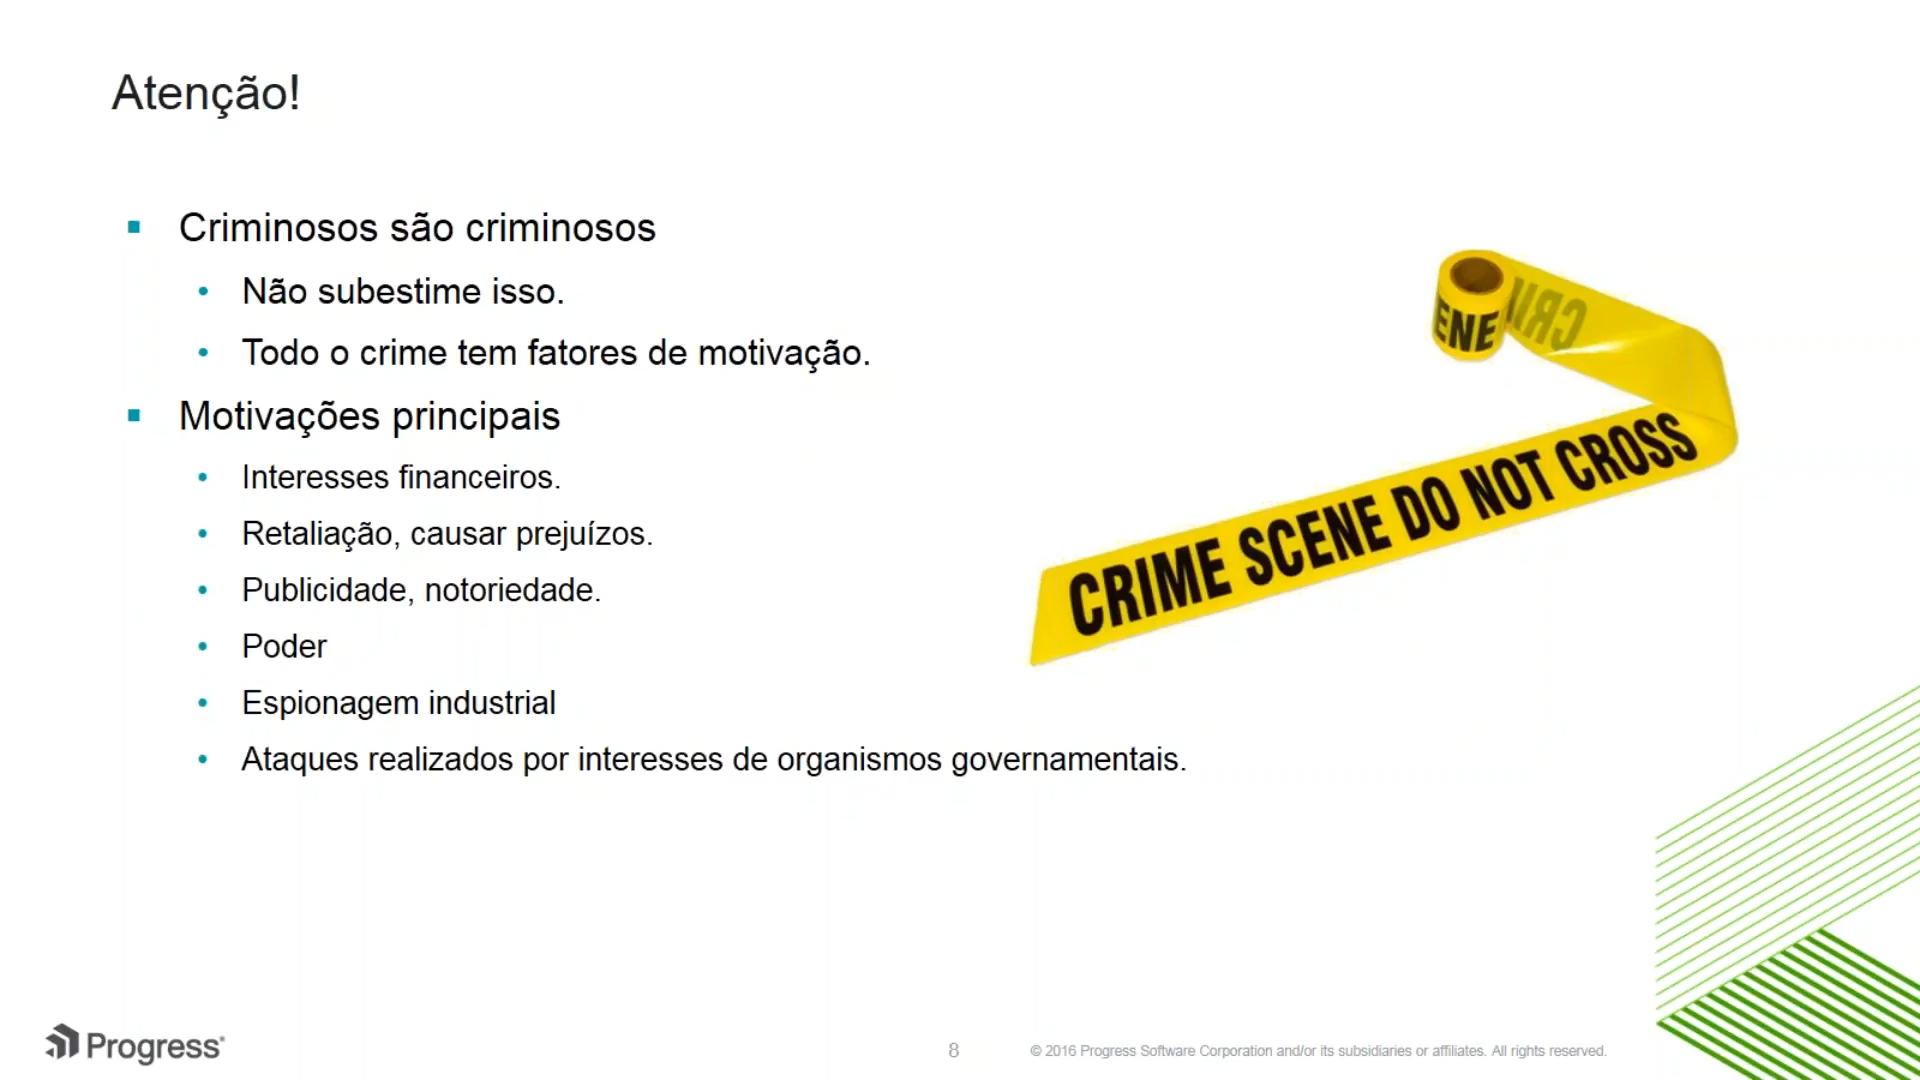 Atenção!
Criminosos são criminosos
Não subestime isso.
Todo o crime tem fatores de motivação.
Motivações principais
Interesses financeiros.
Retaliação, causar prejuízos.
Publicidade, notoriedade.
Poder
Espionagem industrial
Ataques realizados por interesses de organismos governamentais.
ENE
CRI
CRIME SCENE DO NOT CROSS
Progress
8
© 2016 Progress Software Corporation and/or its subsidiaries or affiliates. All rights reserved.